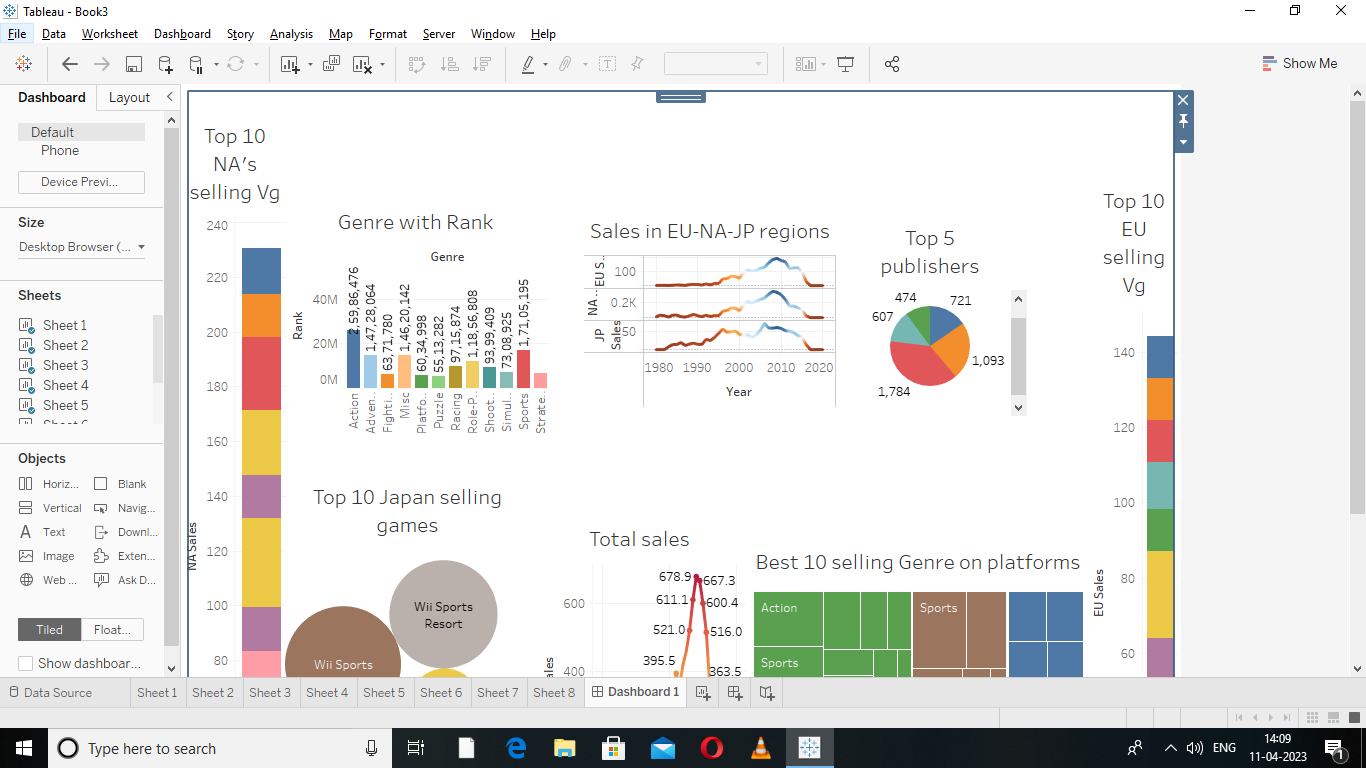 Tableau - Book3
File Data Worksheet Dashboard Story Analysis Map Format Server Window Help
Show Me
Dashboard Layout
Default
Phone
Device Previ...
Size
Desktop Browser (...
Sheets
Sheet 1
Sheet 2
Sheet 3
Sheet 4
Sheet 5
Objects
Horiz... Blank
Vertical Navig...
Text Downl...
Image Exten...
Web ... Ask D...
Tiled Float...
Show dashboar...
Top 10
NA's
selling Vg
240
220
200
180
160
140
120
100
80
NA Sales
Genre with Rank
Genre
Rank
40M
20M
0M
2,59,86,476
1,47,28,064
63,71,780
1,46,20,142
60,34,998
55,13,282
97,15,874
1,18,56,808
93,99,409
73,08,925
1,71,05,195
Action
Adven..
Fighti..
Misc
Platfo..
Puzzle
Racing
Role-P..
Shoot..
Simul..
Sports
Strate..
Sales in EU-NA-JP regions
EU S..
100
NA ..
0.2K
JP
Sales
50
1980 1990 2000 2010 2020
Year
Top 5
publishers
474 721
607
1,093
1,784
Top 10
EU
selling
Vg
140
120
100
80
60
EU Sales
Top 10 Japan selling
games
Wii Sports
Resort
Wii Sports
Total sales
678.9 667.3
600 611.1 600.4
521.0 516.0
395.5 363.5
400
ales
Best 10 selling Genre on platforms
Action Sports
Sports
Data Source Sheet 1 Sheet 2 Sheet 3 Sheet 4 Sheet 5 Sheet 6 Sheet 7 Sheet 8 Dashboard 1
Type here to search
ENG
14:09
11-04-2023
1